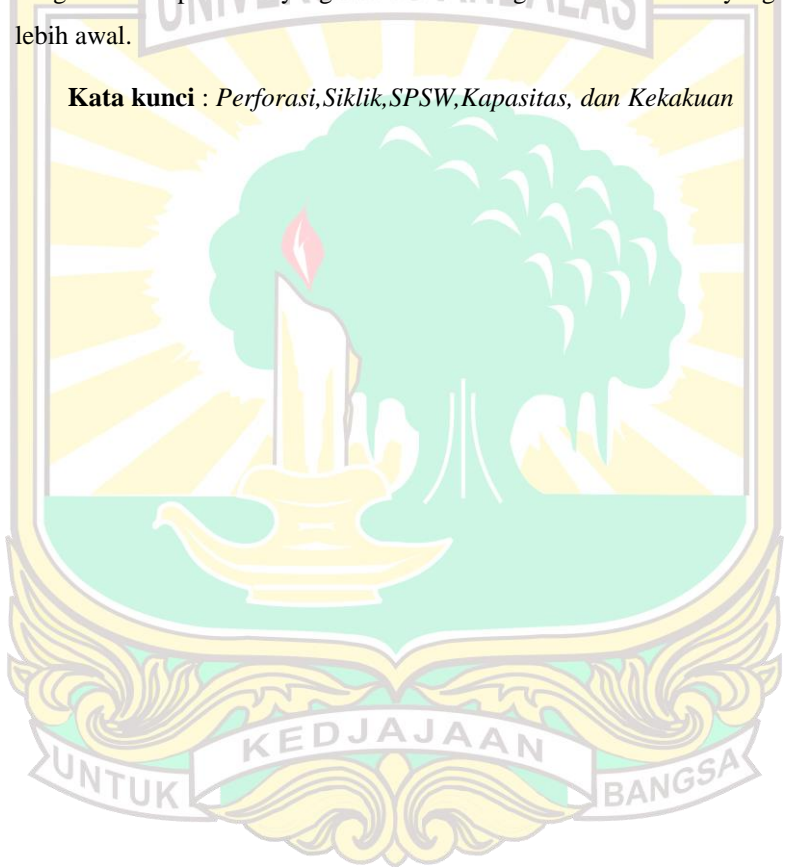 lebih awal.
Kata kunci : Perforasi,Siklik,SPSW,Kapasitas, dan Kekakuan
KEDJAJAAN
UNTUK
BANGSA